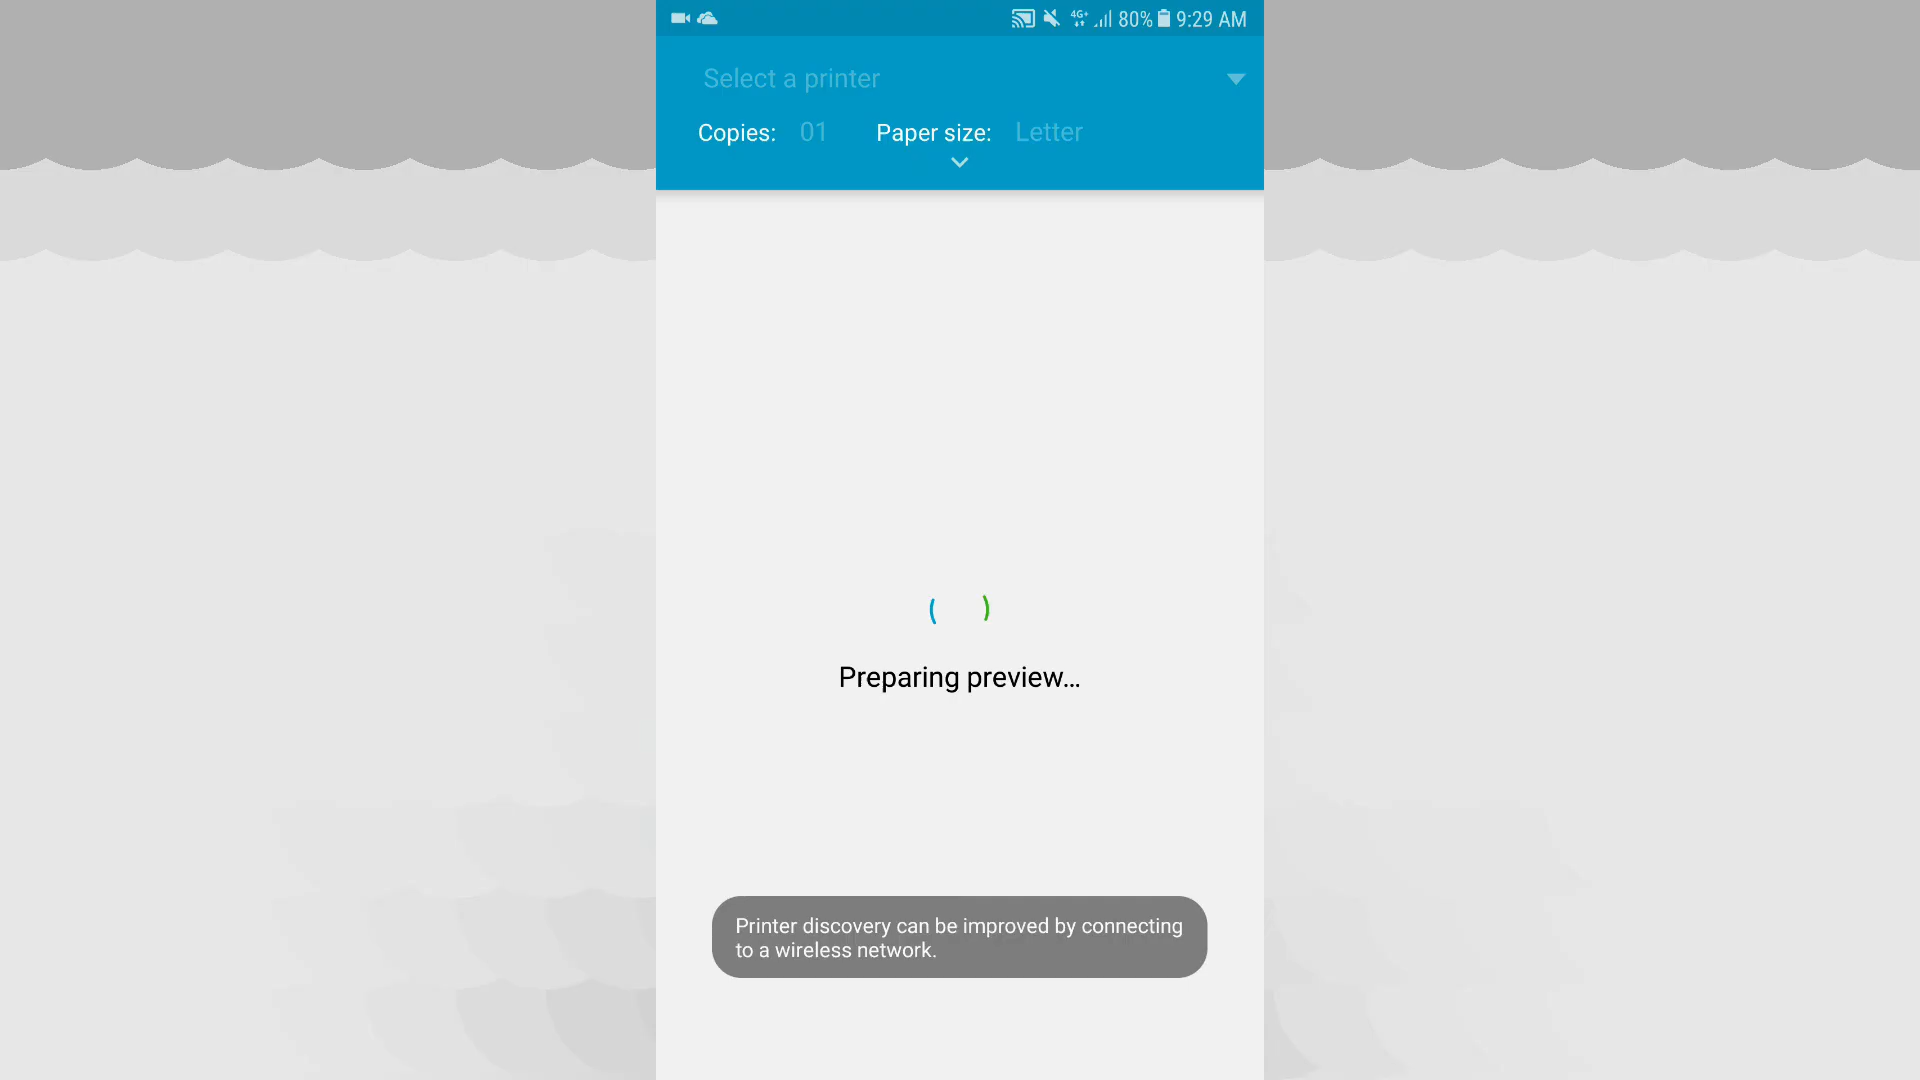 4G+ 80% 9:29 AM
Select a printer
Copies: 01 Paper size: Letter
Preparing preview...
Printer discovery can be improved by connecting
to a wireless network.